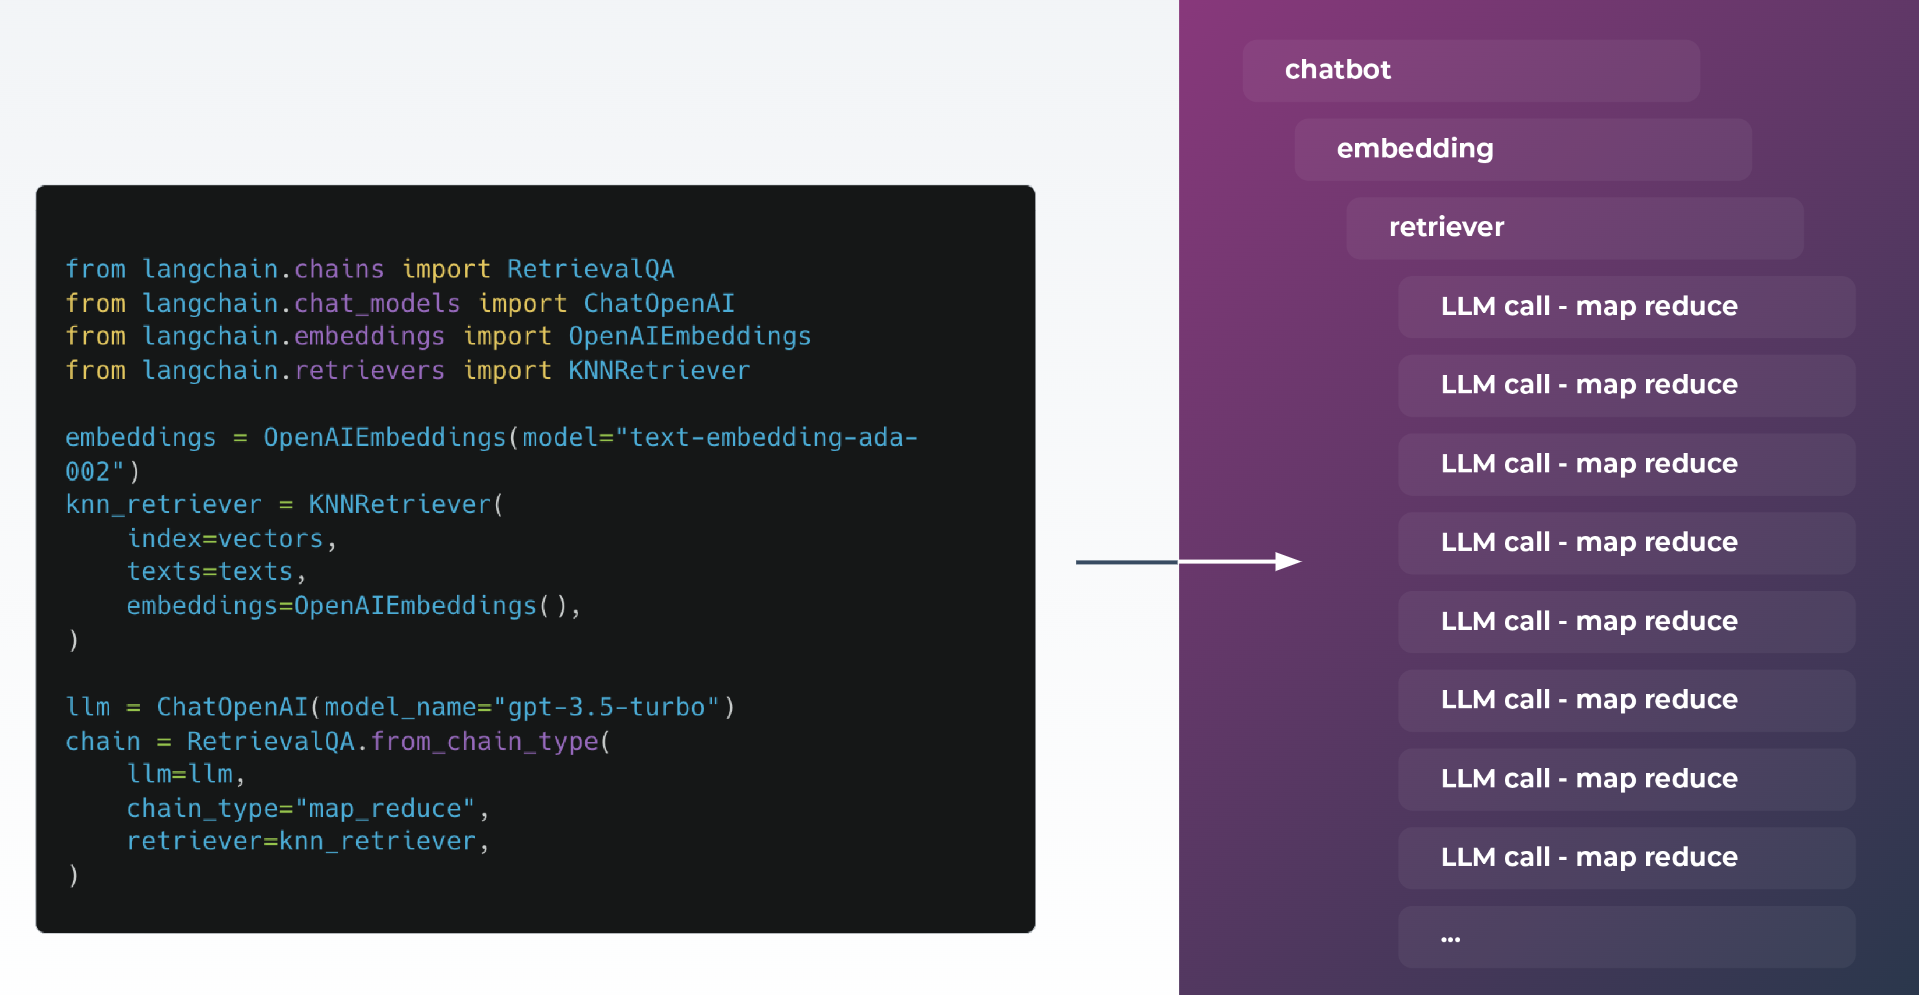 from langchain.chains import RetrievalQA
from langchain.chat_models import ChatOpenAI
from langchain.embeddings import OpenAIEmbeddings
from langchain.retrievers import KNNRetriever

embeddings = OpenAIEmbeddings(model="text-embedding-ada-
002")
knn_retriever = KNNRetriever(
    index=vectors,
    texts=texts,
    embeddings=OpenAIEmbeddings(),
)

llm = ChatOpenAI(model_name="gpt-3.5-turbo")
chain = RetrievalQA.from_chain_type(
    llm=llm,
    chain_type="map_reduce",
    retriever=knn_retriever,
)
chatbot
embedding
retriever
LLM call - map reduce
LLM call - map reduce
LLM call - map reduce
LLM call - map reduce
LLM call - map reduce
LLM call - map reduce
LLM call - map reduce
LLM call - map reduce
...